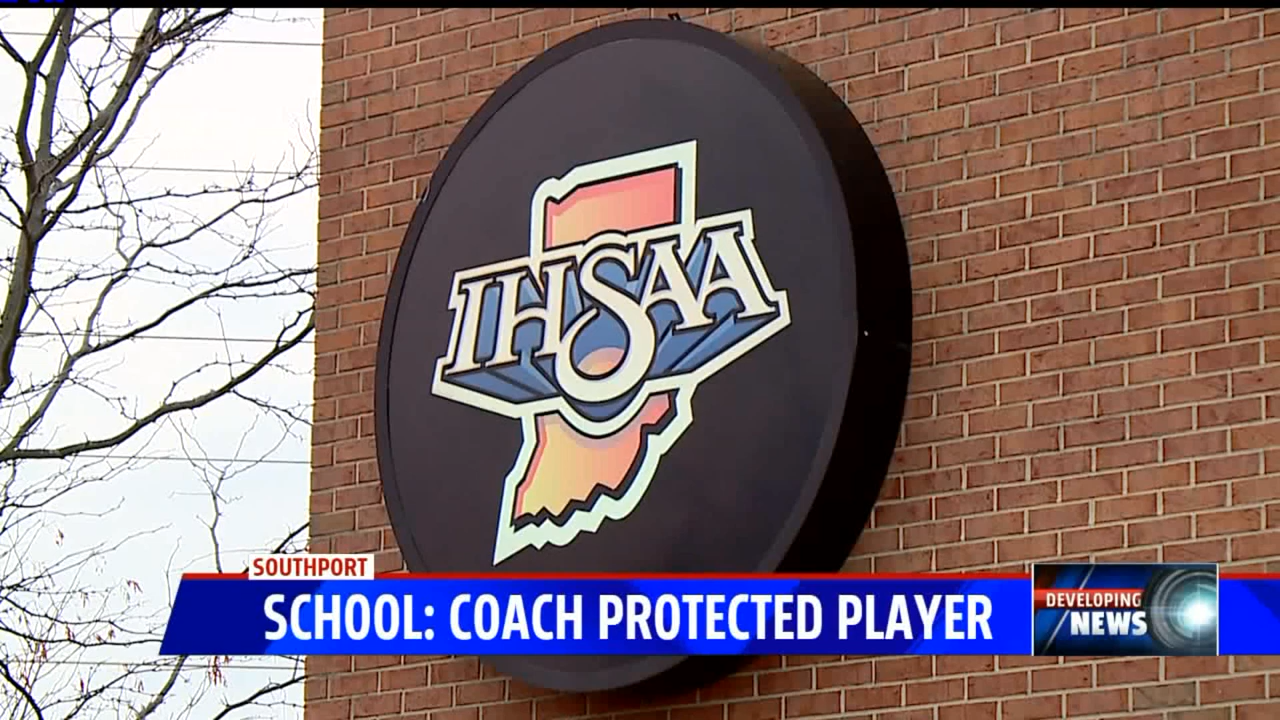 IHSAA
SOUTHPORT
SCHOOL: COACH PROTECTED PLAYER
DEVELOPING
NEWS